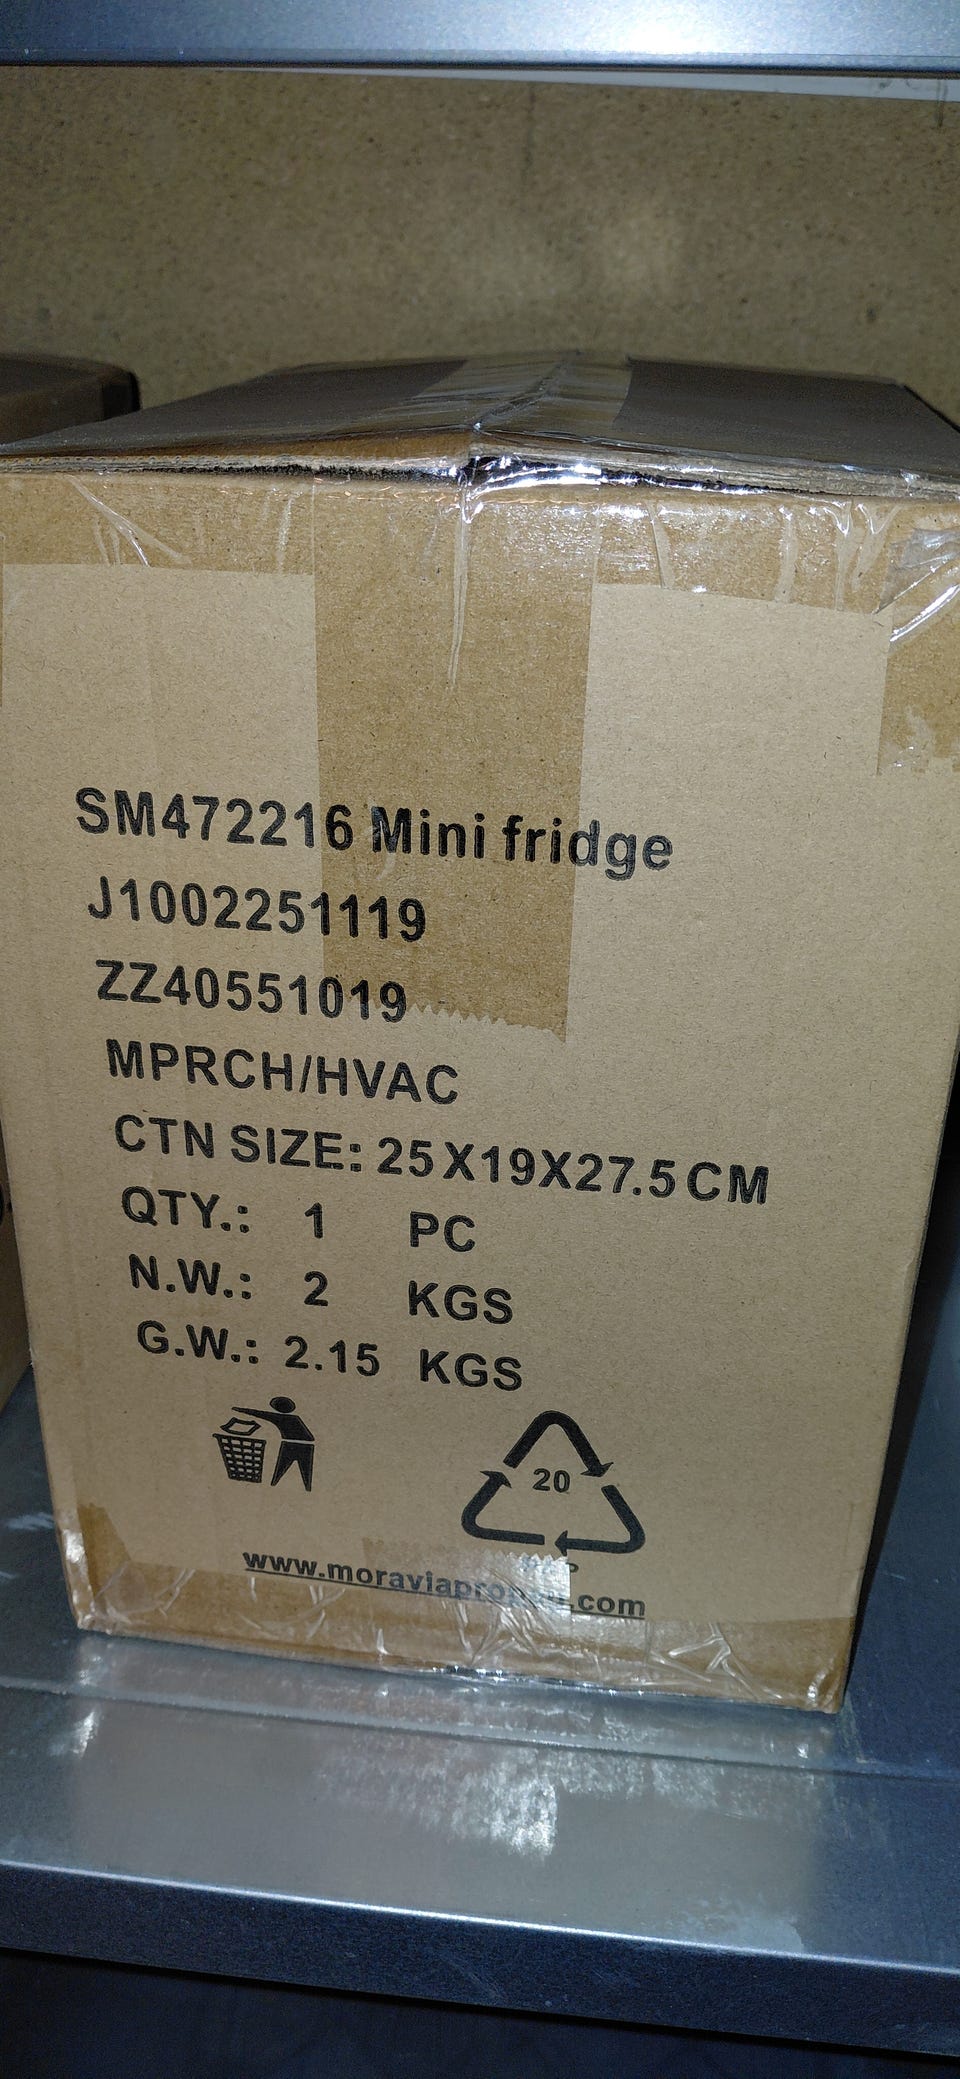 SM472216 Mini fridge
J1002251119
ZZ40551019
MPRCH/HVAC
CTN SIZE: 25X19X27.5CM
QTY.: 1 PC
N.W.: 2 KGS
G.W.: 2.15 KGS
20